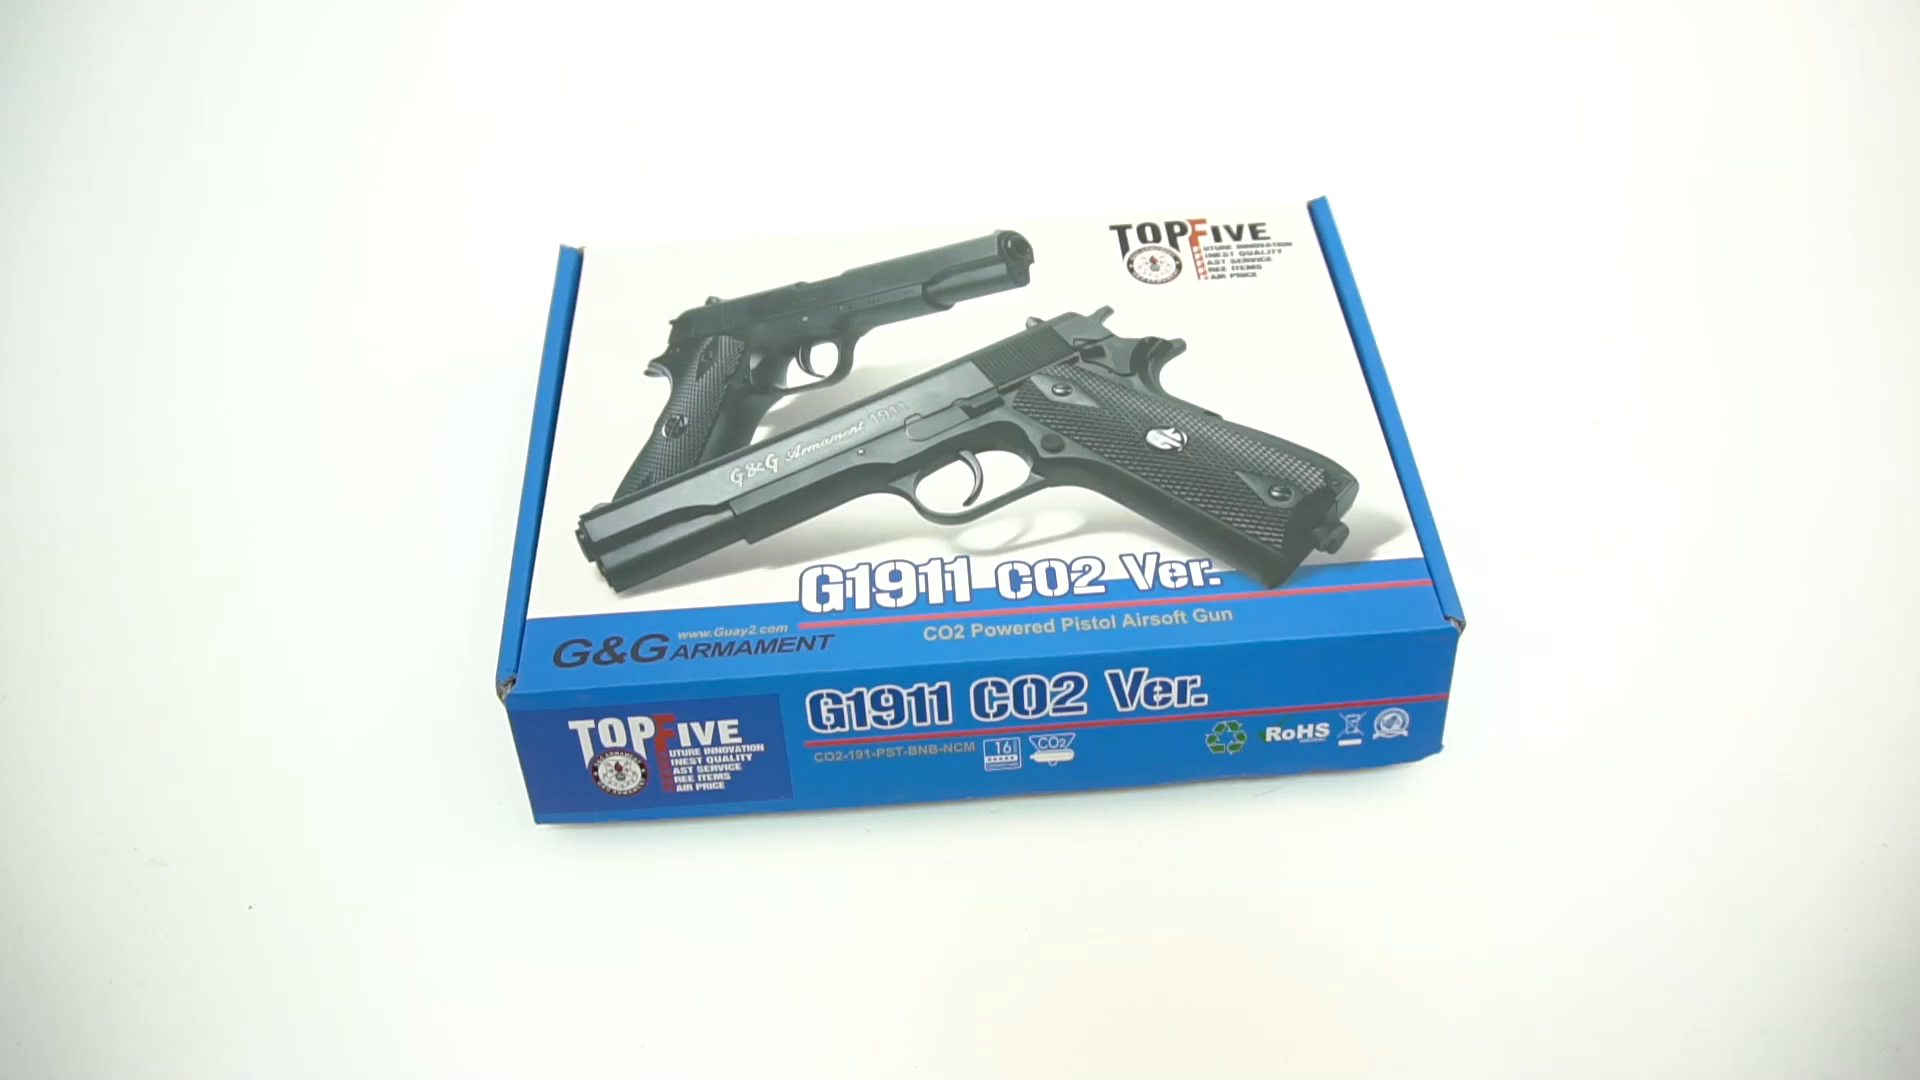 TOPFIVE
UTURE INNOVATION
INEST QUALITY
AST SERVICE
REE ITEMS
AIR PRICE
G&G Armament 1911
G1911 CO2 Ver.
CO2 Powered Pistol Airsoft Gun
www.Guay2.com
G&G ARMAMENT
TOPFIVE
UTURE INNOVATION
INEST QUALITY
AST SERVICE
REE ITEMS
AIR PRICE
G1911 CO2 Ver.
CO2-191-PST-BNB-NCM
16
CO2
RoHS